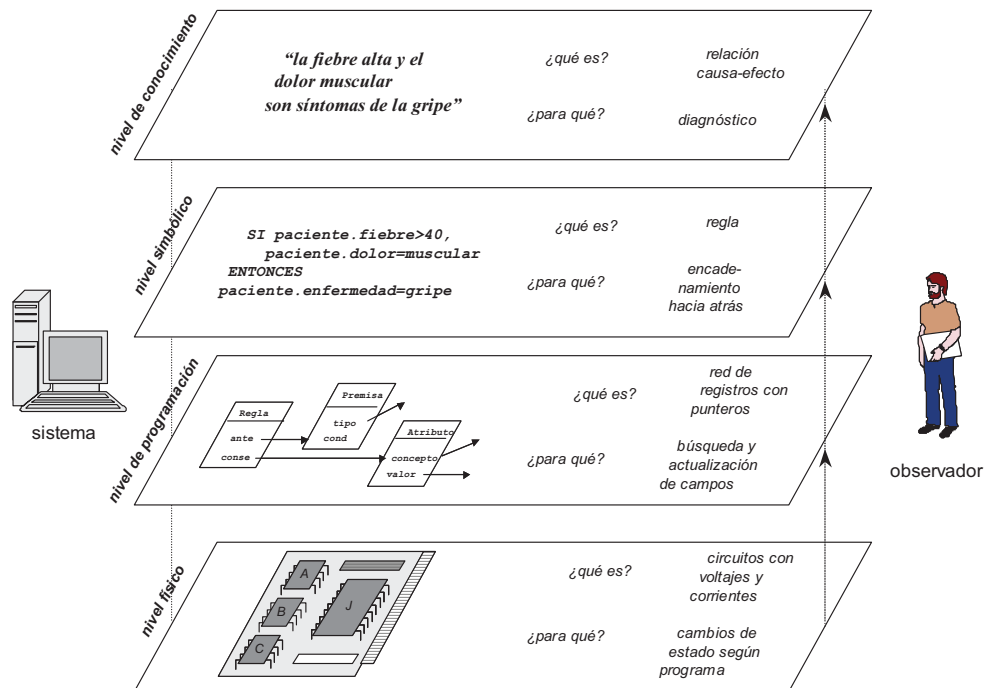 nivel de conocimiento
“la fiebre alta y el
dolor muscular
son síntomas de la gripe”
¿qué es?
relación
causa-efecto
¿para qué?
diagnóstico
nivel simbólico
SI paciente.fiebre>40,
paciente.dolor=muscular
ENTONCES
paciente.enfermedad=gripe
¿qué es?
regla
¿para qué?
encade-
namiento
hacia atrás
sistema
nivel de programación
Regla
ante
conse
Premisa
tipo
cond
Atributo
concepto
valor
¿qué es?
red de
registros con
punteros
¿para qué?
búsqueda y
actualización
de campos
observador
nivel físico
A
B
C
J
¿qué es?
circuitos con
voltajes y
corrientes
¿para qué?
cambios de
estado según
programa